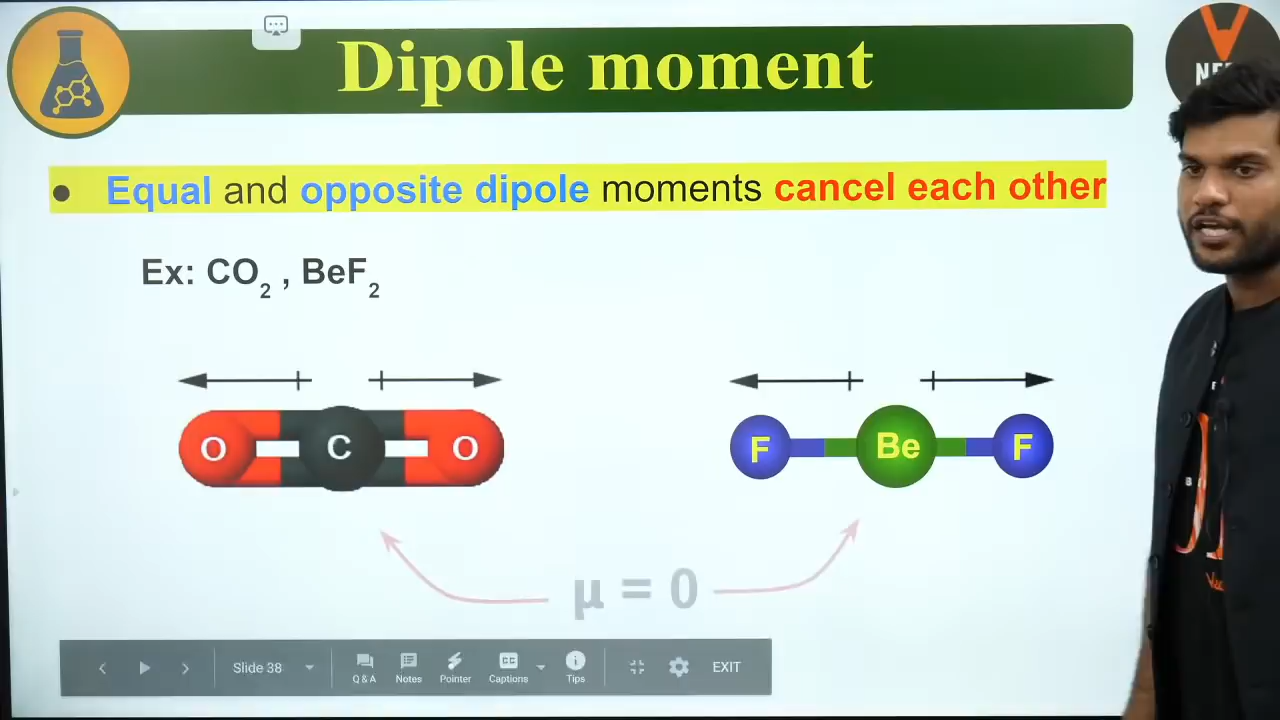 Dipole moment
● Equal and opposite dipole moments cancel each other
Ex: CO₂ , BeF₂
O C O
F Be F
μ = 0
Slide 38 Q & A Notes Pointer CC Captions Tips EXIT